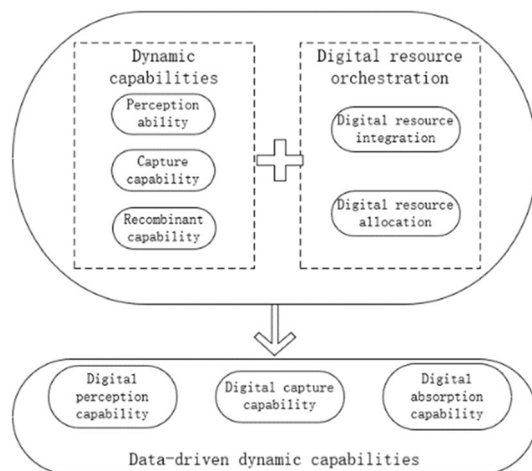 Dynamic
capabilities
Perception
ability
Capture
capability
Recombinant
capability
Digital resource
orchestration
Digital resource
integration
Digital resource
allocation
Digital
perception
capability
Digital capture
capability
Digital
absorption
capability
Data-driven dynamic capabilities